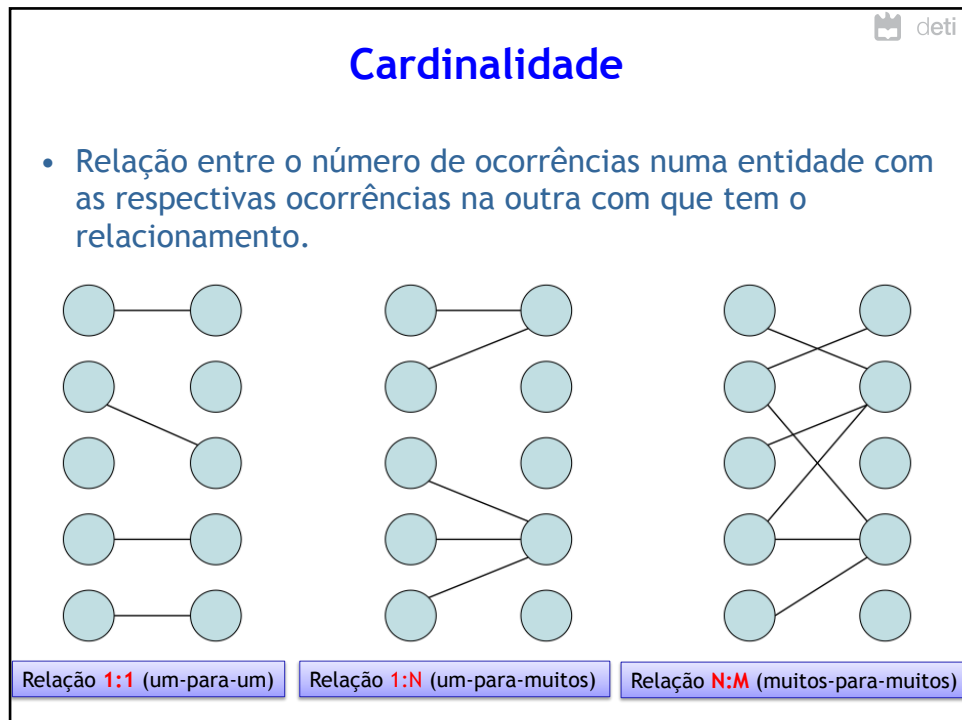 deti
Cardinalidade
• Relação entre o número de ocorrências numa entidade com
as respectivas ocorrências na outra com que tem o
relacionamento.
Relação 1:1 (um-para-um)
Relação 1:N (um-para-muitos)
Relação N:M (muitos-para-muitos)